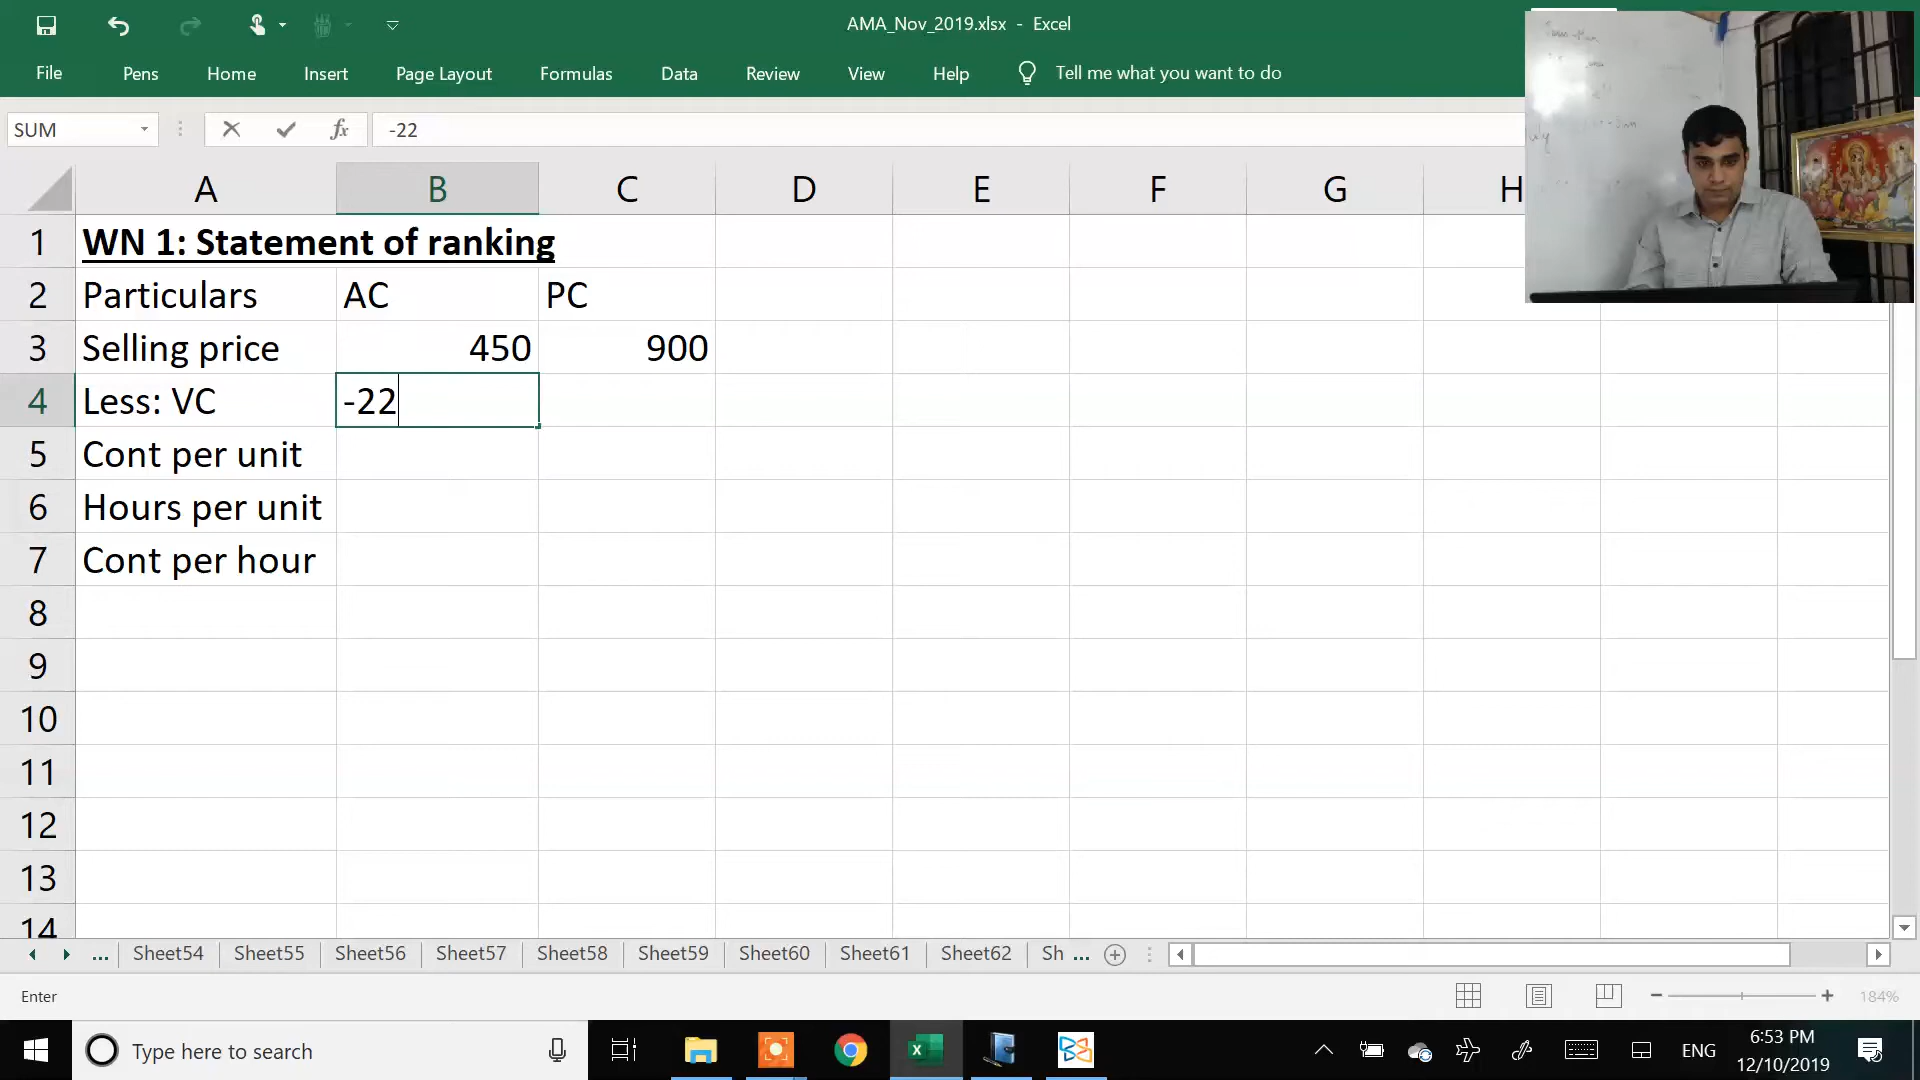 AMA_Nov_2019.xlsx - Excel
File Pens Home Insert Page Layout Formulas Data Review View Help Tell me what you want to do
SUM fx -22
A B C D E F G H
1 WN 1: Statement of ranking
2 Particulars AC PC
3 Selling price 450 900
4 Less: VC -22
5 Cont per unit
6 Hours per unit
7 Cont per hour
8
9
10
11
12
13
14
... Sheet54 Sheet55 Sheet56 Sheet57 Sheet58 Sheet59 Sheet60 Sheet61 Sheet62 Sh ...
Enter 184%
Type here to search ENG 6:53 PM
12/10/2019